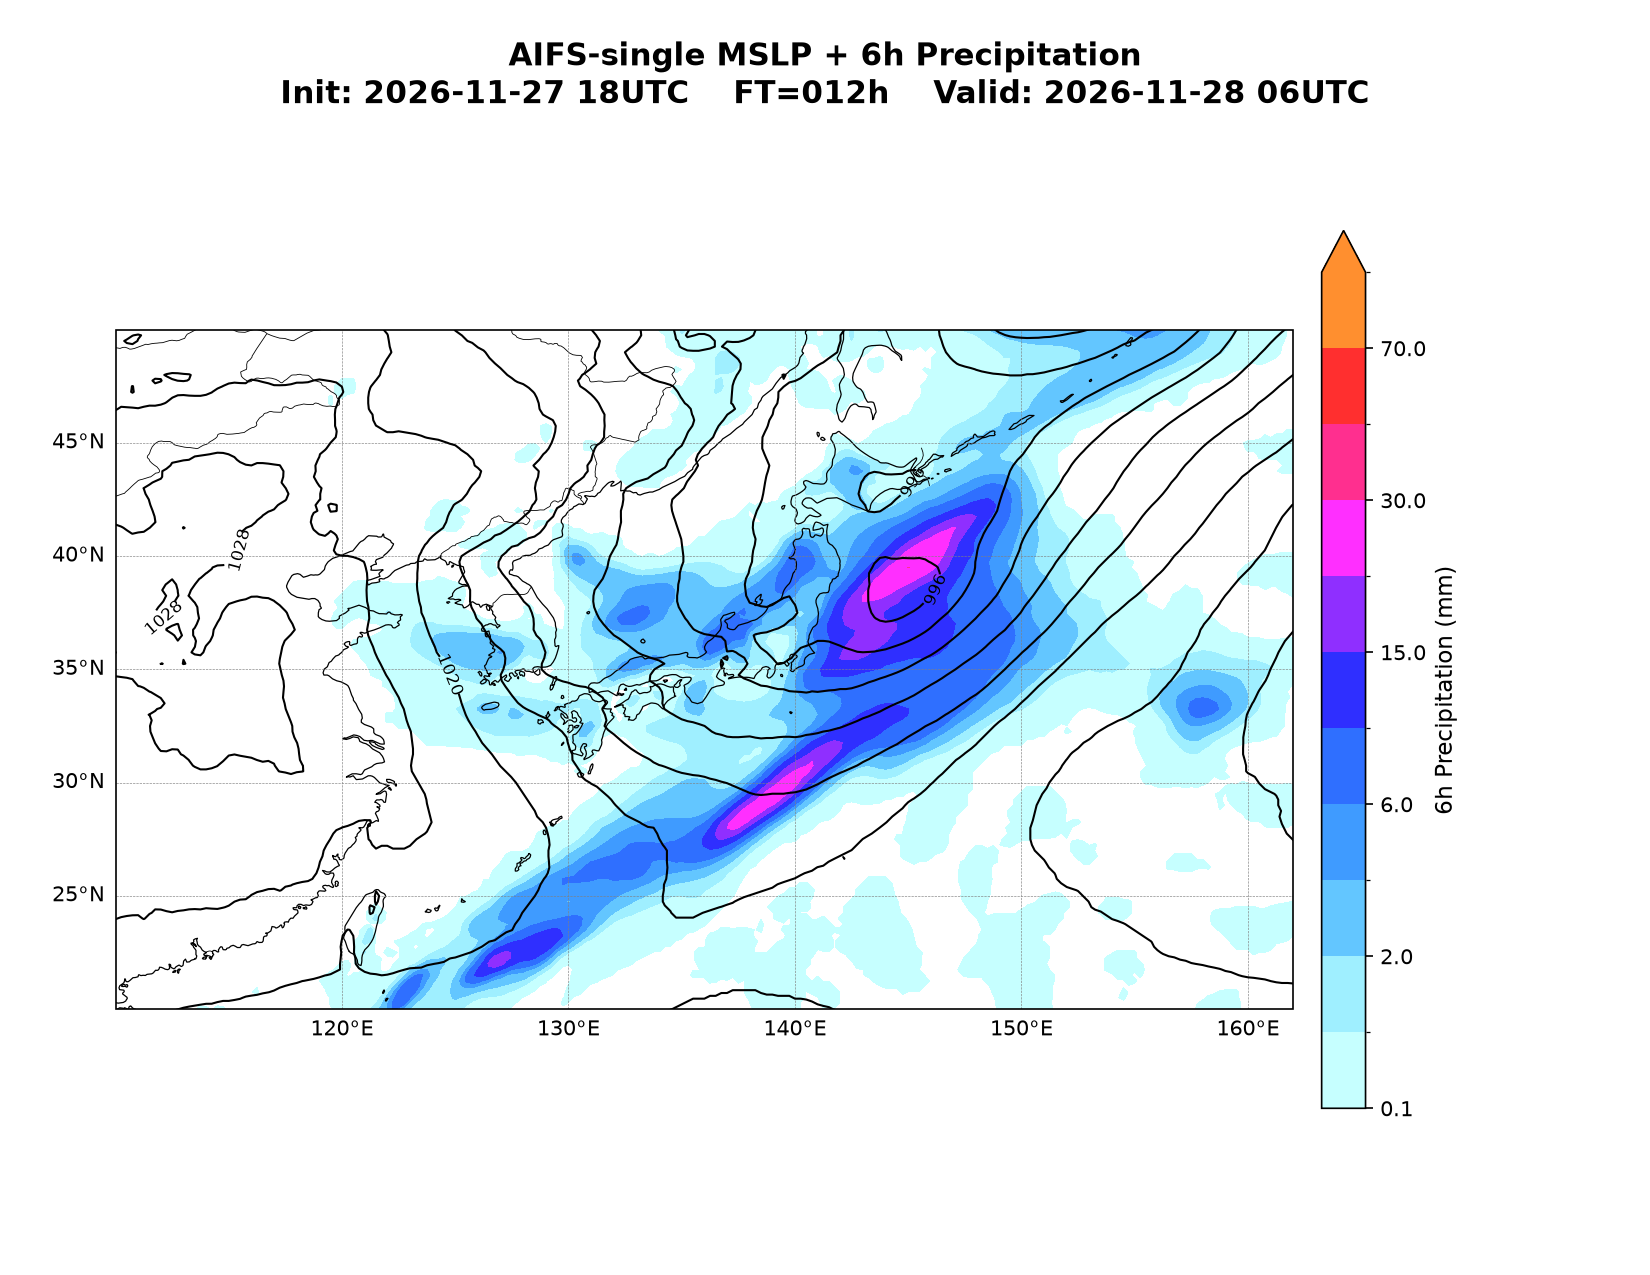 AIFS-single MSLP + 6h Precipitation
Init: 2026-11-27 18UTC    FT=012h    Valid: 2026-11-28 06UTC
45°N
40°N
35°N
30°N
25°N
120°E
130°E
140°E
150°E
160°E
1028
1028
1020
996
996
70.0
30.0
15.0
6.0
2.0
0.1
6h Precipitation (mm)